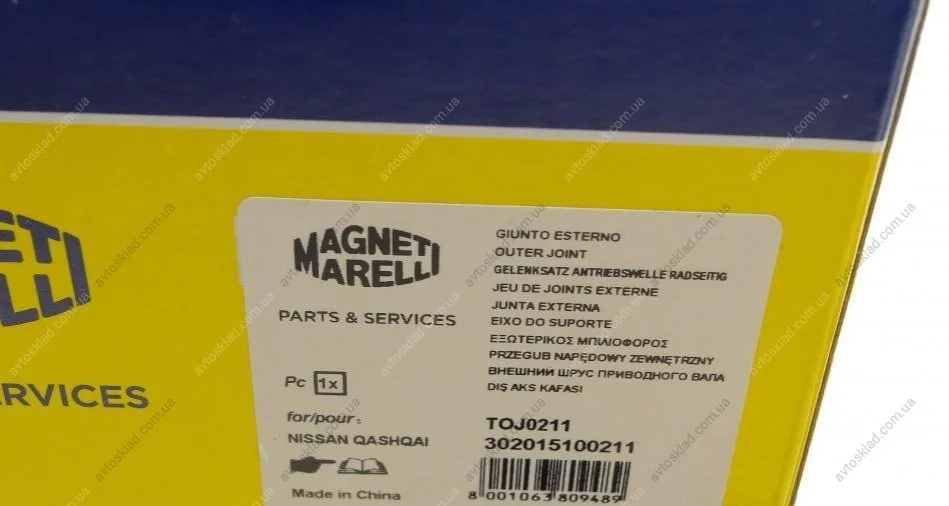 ETI
ELLI
ERVICES
MAGNETI
MARELLI
PARTS & SERVICES
Pc 1x
for/pour:
NISSAN QASHQAI
Made in China
GIUNTO ESTERNO
OUTER JOINT
GELENKSATZ ANTRIEBSWELLE RADSEITIG
JEU DE JOINTS EXTERNE
JUNTA EXTERNA
EIXO DO SUPORTE
ΕΞΩΤΕΡΙΚΟΣ ΜΠΙΛΙΟΦΟΡΟΣ
PRZEGUB NAPĘDOWY ZEWNĘTRZNY
ВНЕШНИЙ ШРУС ПРИВОДНОГО ВАЛА
DIŞ AKS KAFASI
TOJ0211
302015100211
8 001063 809489
avtosklad.com.ua